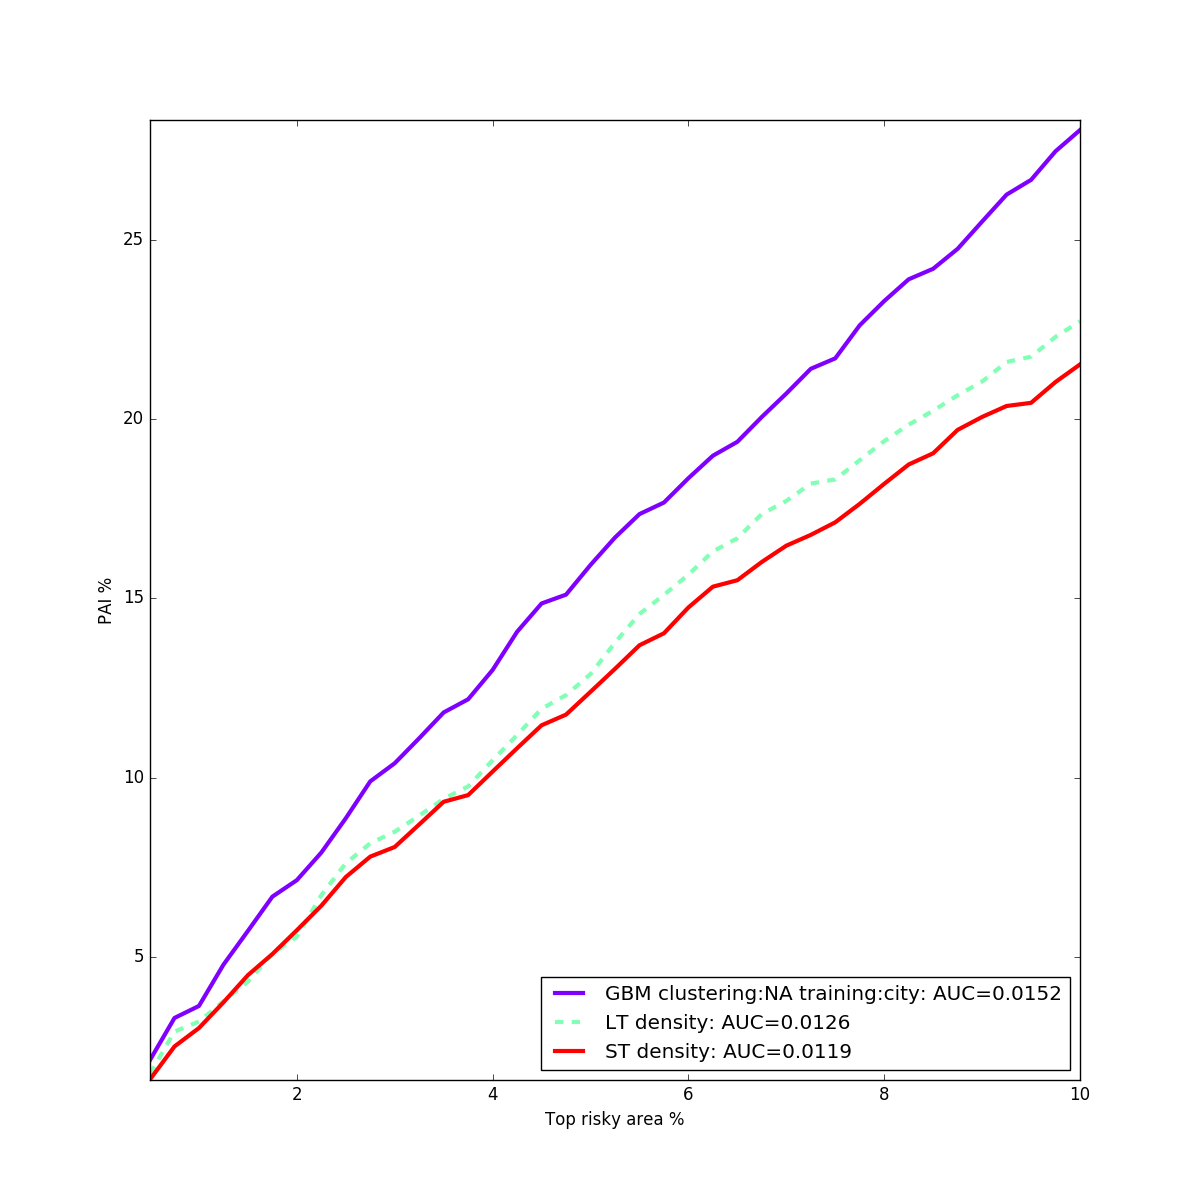 25
20
15
10
5
PAI %
2
4
6
8
10
Top risky area %
GBM clustering:NA training:city: AUC=0.0152
LT density: AUC=0.0126
ST density: AUC=0.0119